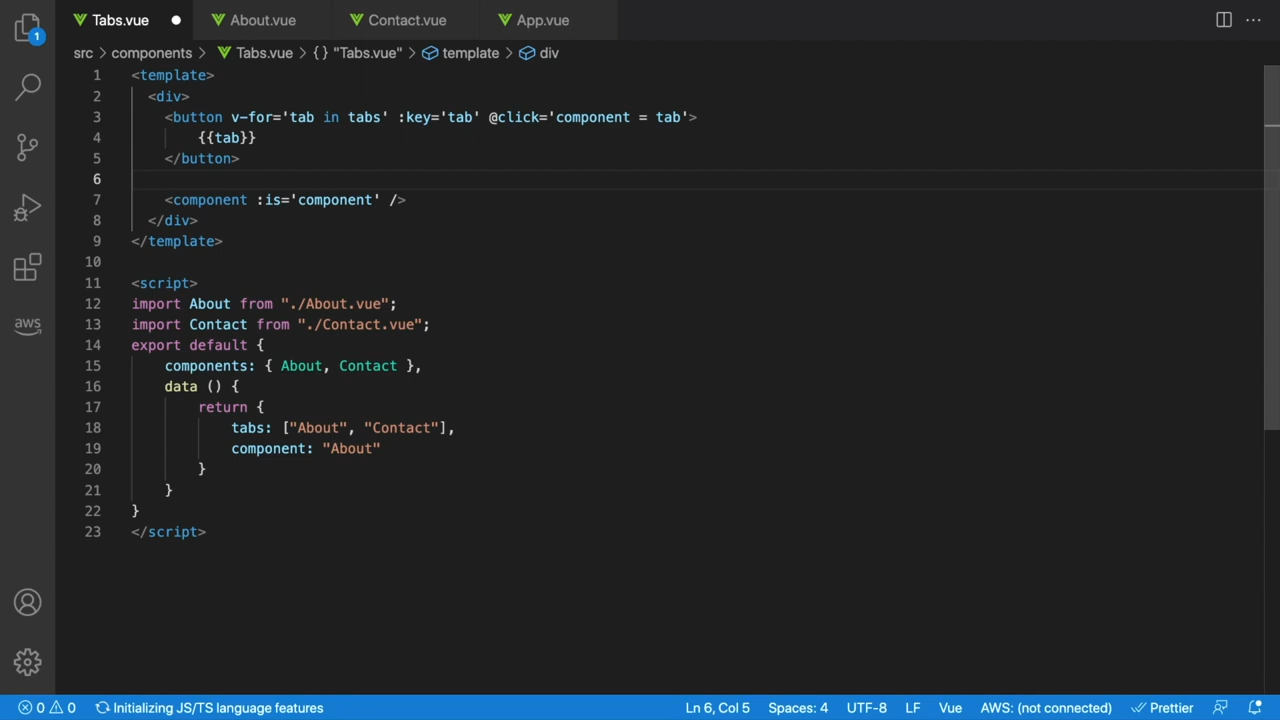 Tabs.vue
About.vue
Contact.vue
App.vue
1
src > components > Tabs.vue > {} "Tabs.vue" > template > div
1 <template>
2 <div>
3 <button v-for='tab in tabs' :key='tab' @click='component = tab'>
4 {{tab}}
5 </button>
6
7 <component :is='component' />
8 </div>
9 </template>
10
11 <script>
12 import About from "./About.vue";
13 import Contact from "./Contact.vue";
14 export default {
15 components: { About, Contact },
16 data () {
17 return {
18 tabs: ["About", "Contact"],
19 component: "About"
20 }
21 }
22 }
23 </script>
aws
0 0 Initializing JS/TS language features Ln 6, Col 5 Spaces: 4 UTF-8 LF Vue AWS: (not connected) Prettier